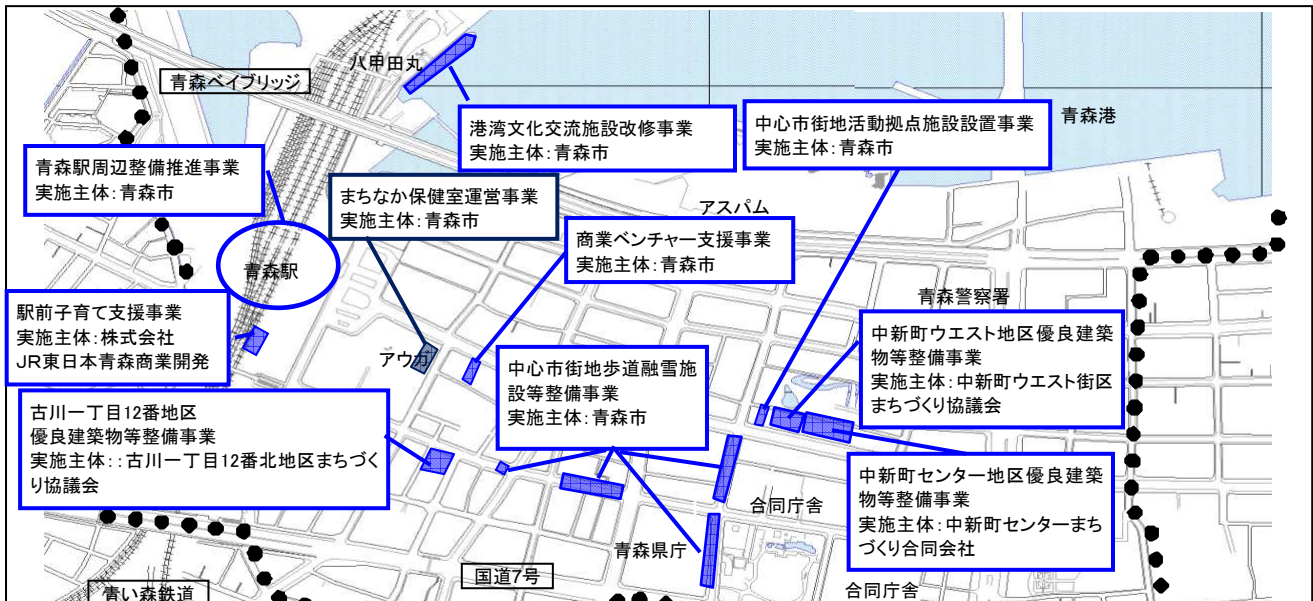 八甲田丸
青森ベイブリッジ
港湾文化交流施設改修事業
実施主体：青森市
中心市街地活動拠点施設設置事業
実施主体：青森市
青森港
青森駅周辺整備推進事業
実施主体：青森市
まちなか保健室運営事業
実施主体：青森市
アスパム
商業ベンチャー支援事業
実施主体：青森市
青森駅
青森警察署
駅前子育て支援事業
実施主体：株式会社
JR東日本青森商業開発
アウガ
中新町ウエスト地区優良建築
物等整備事業
実施主体：中新町ウエスト街区
まちづくり協議会
中心市街地歩道融雪施
設等整備事業
実施主体：青森市
古川一丁目12番地区
優良建築物等整備事業
実施主体：：古川一丁目12番北地区まちづく
り協議会
中新町センター地区優良建築
物等整備事業
実施主体：中新町センターまち
づくり合同会社
合同庁舎
青森県庁
国道7号
青い森鉄道
合同庁舎